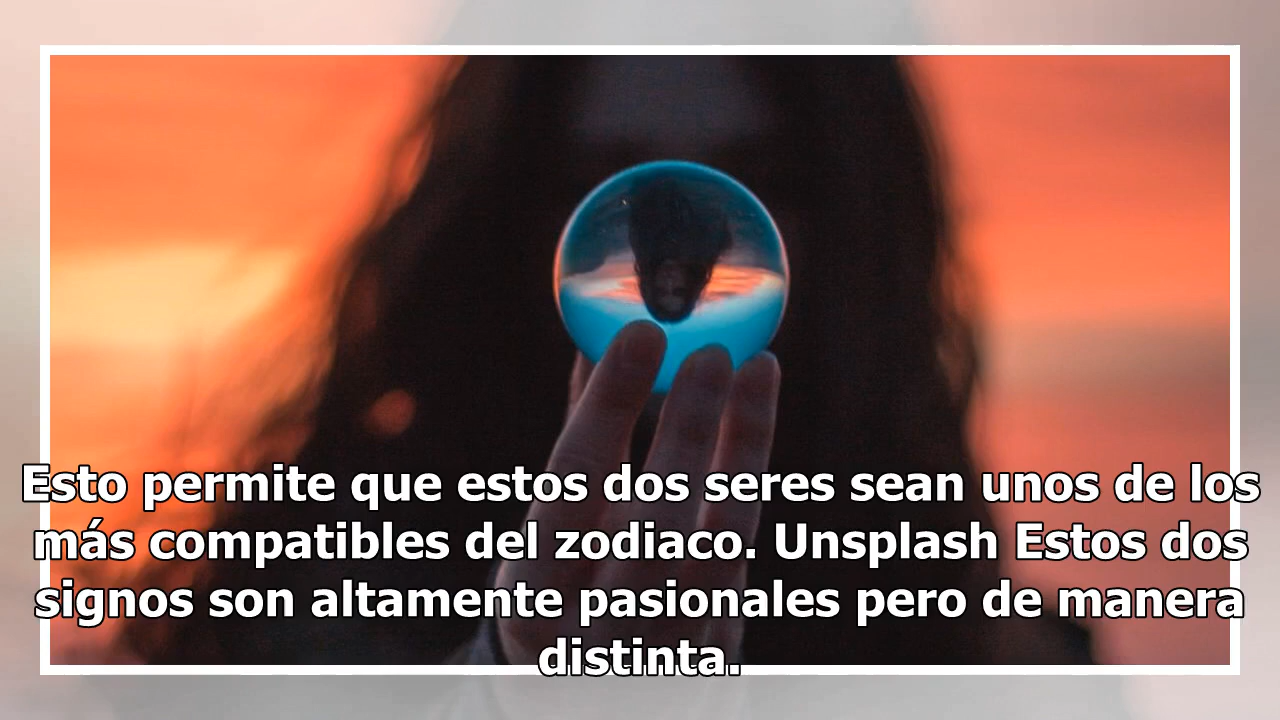 Esto permite que estos dos seres sean unos de los
más compatibles del zodiaco. Unsplash Estos dos
signos son altamente pasionales pero de manera
distinta.